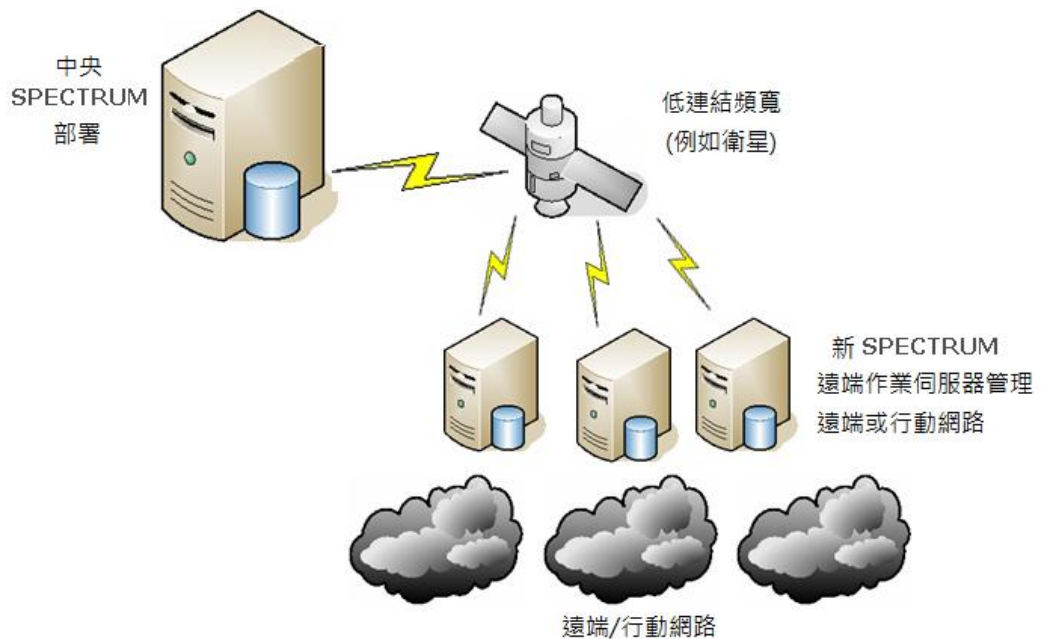 中央
SPECTRUM
部署
低連結頻寬
(例如衛星)
新 SPECTRUM
遠端作業伺服器管理
遠端或行動網路
遠端/行動網路